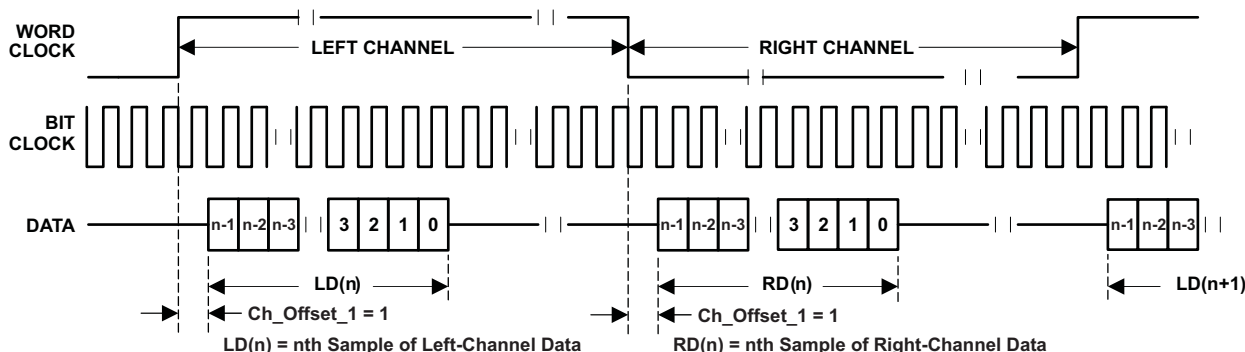 WORD
CLOCK
LEFT CHANNEL
RIGHT CHANNEL
BIT
CLOCK
DATA
n-1 n-2 n-3 3 2 1 0
n-1 n-2 n-3 3 2 1 0
n-1 n-2 n-3
LD(n)
RD(n)
LD(n+1)
Ch_Offset_1 = 1
Ch_Offset_1 = 1
LD(n) = nth Sample of Left-Channel Data
RD(n) = nth Sample of Right-Channel Data